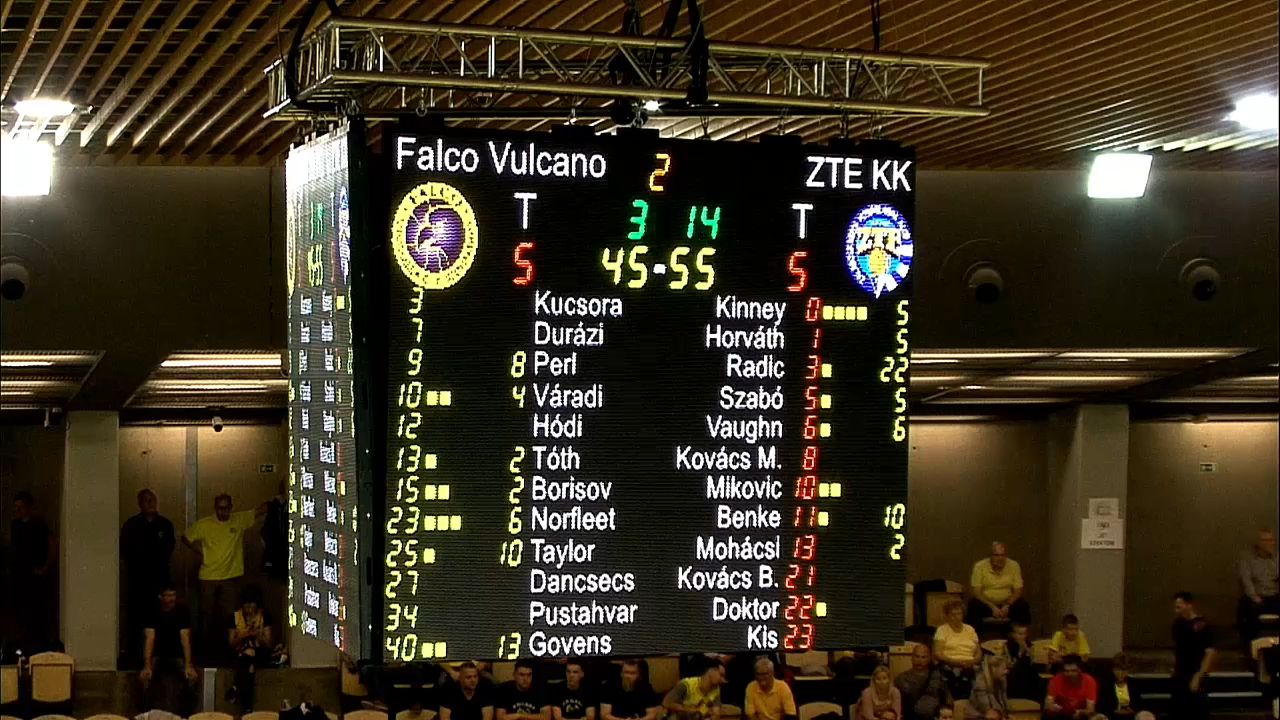 Falco Vulcano 2 ZTE KK
T 3 14 T
5 45-55 5
ZTE
3 Kucsora Kinney 0 5
7 Durázi Horváth 1 5
9 8 Perl Radic 3 22
10 4 Váradi Szabó 5 5
12 Hódi Vaughn 6 6
13 2 Tóth Kovács M. 8
15 2 Borisov Mikovic 10
23 6 Norfleet Benke 11 10
25 10 Taylor Mohácsi 13 2
27 Dancsecs Kovács B. 21
34 Pustahvar Doktor 22
40 13 Govens Kis 23